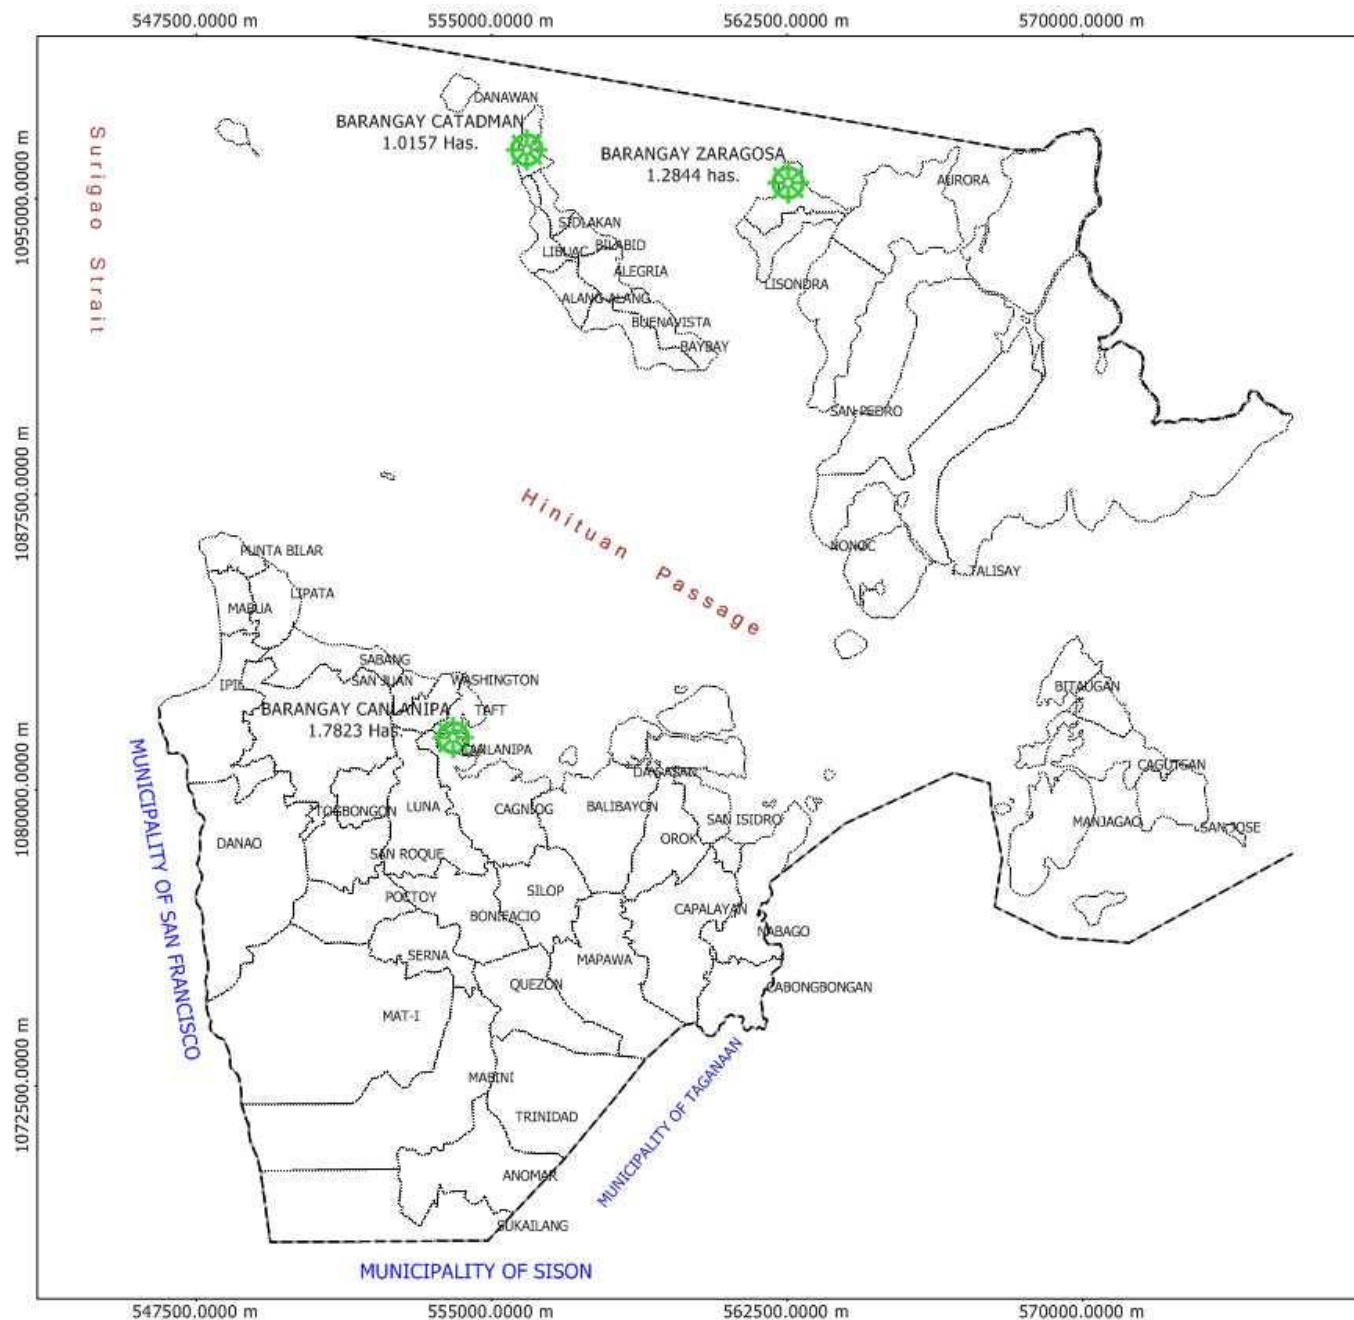 547500.0000 m
555000.0000 m
562500.0000 m
570000.0000 m
1095000.0000 m
1087500.0000 m
1080000.0000 m
1072500.0000 m
Surigao Strait
DANAWAN
BARANGAY CATADMAN
1.0157 Has.
BARANGAY ZARAGOSA
1.2844 has.
AURORA
SIDLAKAN
BILABID
LIBUAC
ALEGRIA
LISONDRA
ALANG-ALANG
BUENAVISTA
BAYBAY
SAN PEDRO
Hinituan Passage
NONOC
TALISAY
PUNTA BILAR
LIPATA
MABUA
SABANG
SAN JUAN
WASHINGTON
IPIL
BITAUGAN
BARANGAY CANLANIPA
1.7823 Has.
TAFT
CANLANIPA
DAYASAN
CAGUTSAN
TOGBONGON
LUNA
CAGNIOG
BALIBAYON
SAN ISIDRO
MANJAGAO
SAN JOSE
DANAO
OROK
SAN ROQUE
SILOP
POCTOY
CAPALAYAN
BONIFACIO
NABAGO
SERNA
MAPAWA
QUEZON
CABONGBONGAN
MAT-I
MABINI
TRINIDAD
ANOMAR
SUKAILANG
MUNICIPALITY OF SAN FRANCISCO
MUNICIPALITY OF TAGANAAN
MUNICIPALITY OF SISON
547500.0000 m
555000.0000 m
562500.0000 m
570000.0000 m